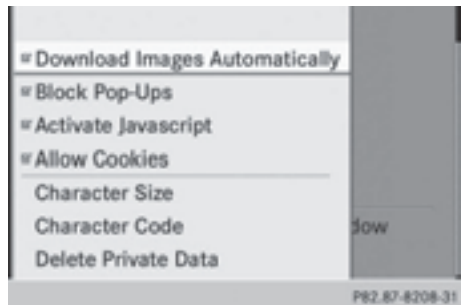 Download Images Automatically
Block Pop-Ups
Activate Javascript
Allow Cookies
Character Size
Character Code
dow
Delete Private Data
P82.87-8208-31